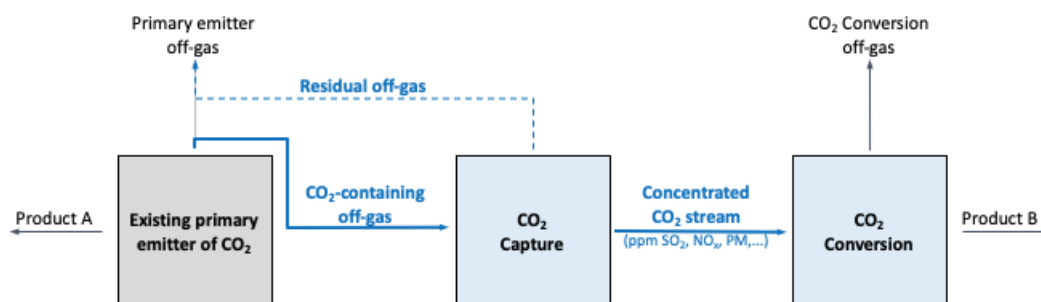 Primary emitter
off-gas
CO₂ Conversion
off-gas
Residual off-gas
Product A
Existing primary
emitter of CO₂
CO₂-containing
off-gas
CO₂
Capture
Concentrated
CO₂ stream
(ppm SO₂, NOₓ, PM,...)
CO₂
Conversion
Product B